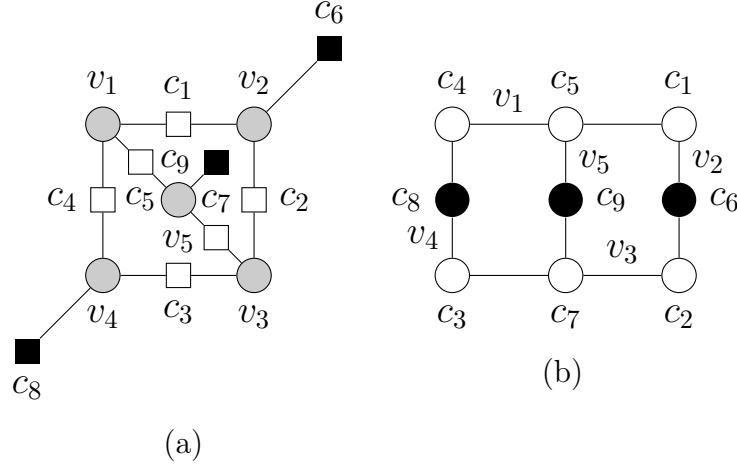 c6
v1 c1 v2 c4 c5 c1
v1
c9 v5 v2
c4 c5 c7 c2 c8 c9 c6
v5 v4 v3
v4 c3 v3 c3 c7 c2
c8 (b)
(a)